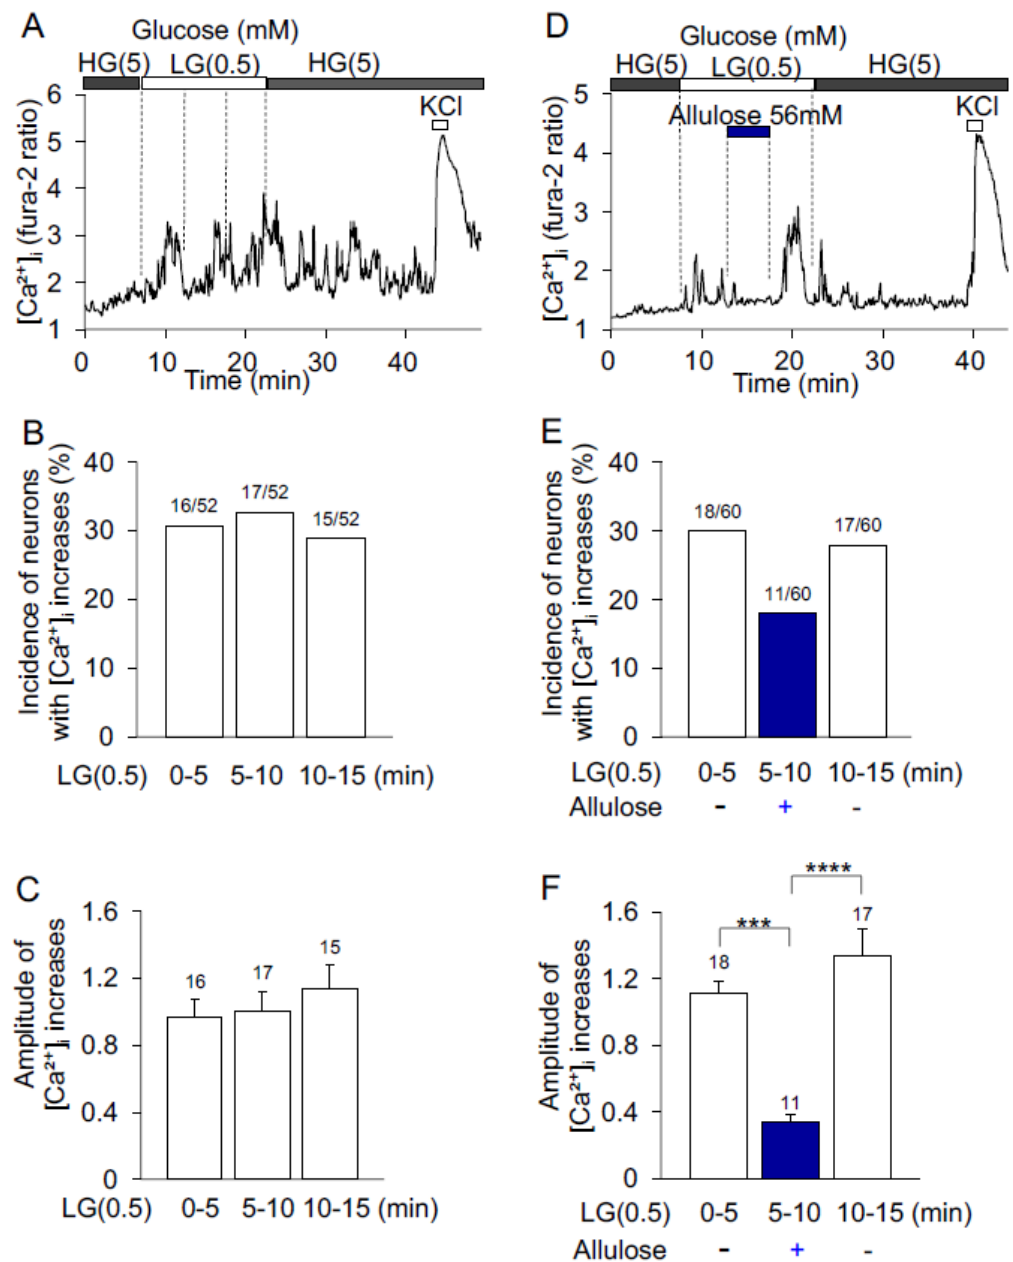 A
Glucose (mM)
HG(5) LG(0.5) HG(5)
KCl
6
5
4
3
2
1
[Ca²⁺]i (fura-2 ratio)
0 10 20 30 40
Time (min)
D
Glucose (mM)
HG(5) LG(0.5) HG(5)
Allulose 56mM
KCl
5
4
3
2
1
[Ca²⁺]i (fura-2 ratio)
0 10 20 30 40
Time (min)
B
Incidence of neurons
with [Ca²⁺]i increases (%)
40
30
20
10
0
16/52 17/52 15/52
LG(0.5) 0-5 5-10 10-15 (min)
E
Incidence of neurons
with [Ca²⁺]i increases (%)
40
30
20
10
0
18/60 11/60 17/60
LG(0.5) 0-5 5-10 10-15 (min)
Allulose - + -
C
Amplitude of
[Ca²⁺]i increases
1.6
1.2
0.8
0.4
0
16 17 15
LG(0.5) 0-5 5-10 10-15 (min)
F
Amplitude of
[Ca²⁺]i increases
1.6
1.2
0.8
0.4
0
*** ****
18 11 17
LG(0.5) 0-5 5-10 10-15 (min)
Allulose - + -